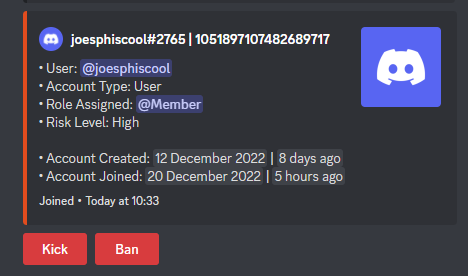 joesphiscool#2765 | 1051897107482689717
• User: @joesphiscool
• Account Type: User
• Role Assigned: @Member
• Risk Level: High
• Account Created: 12 December 2022 | 8 days ago
• Account Joined: 20 December 2022 | 5 hours ago
Joined • Today at 10:33
Kick Ban